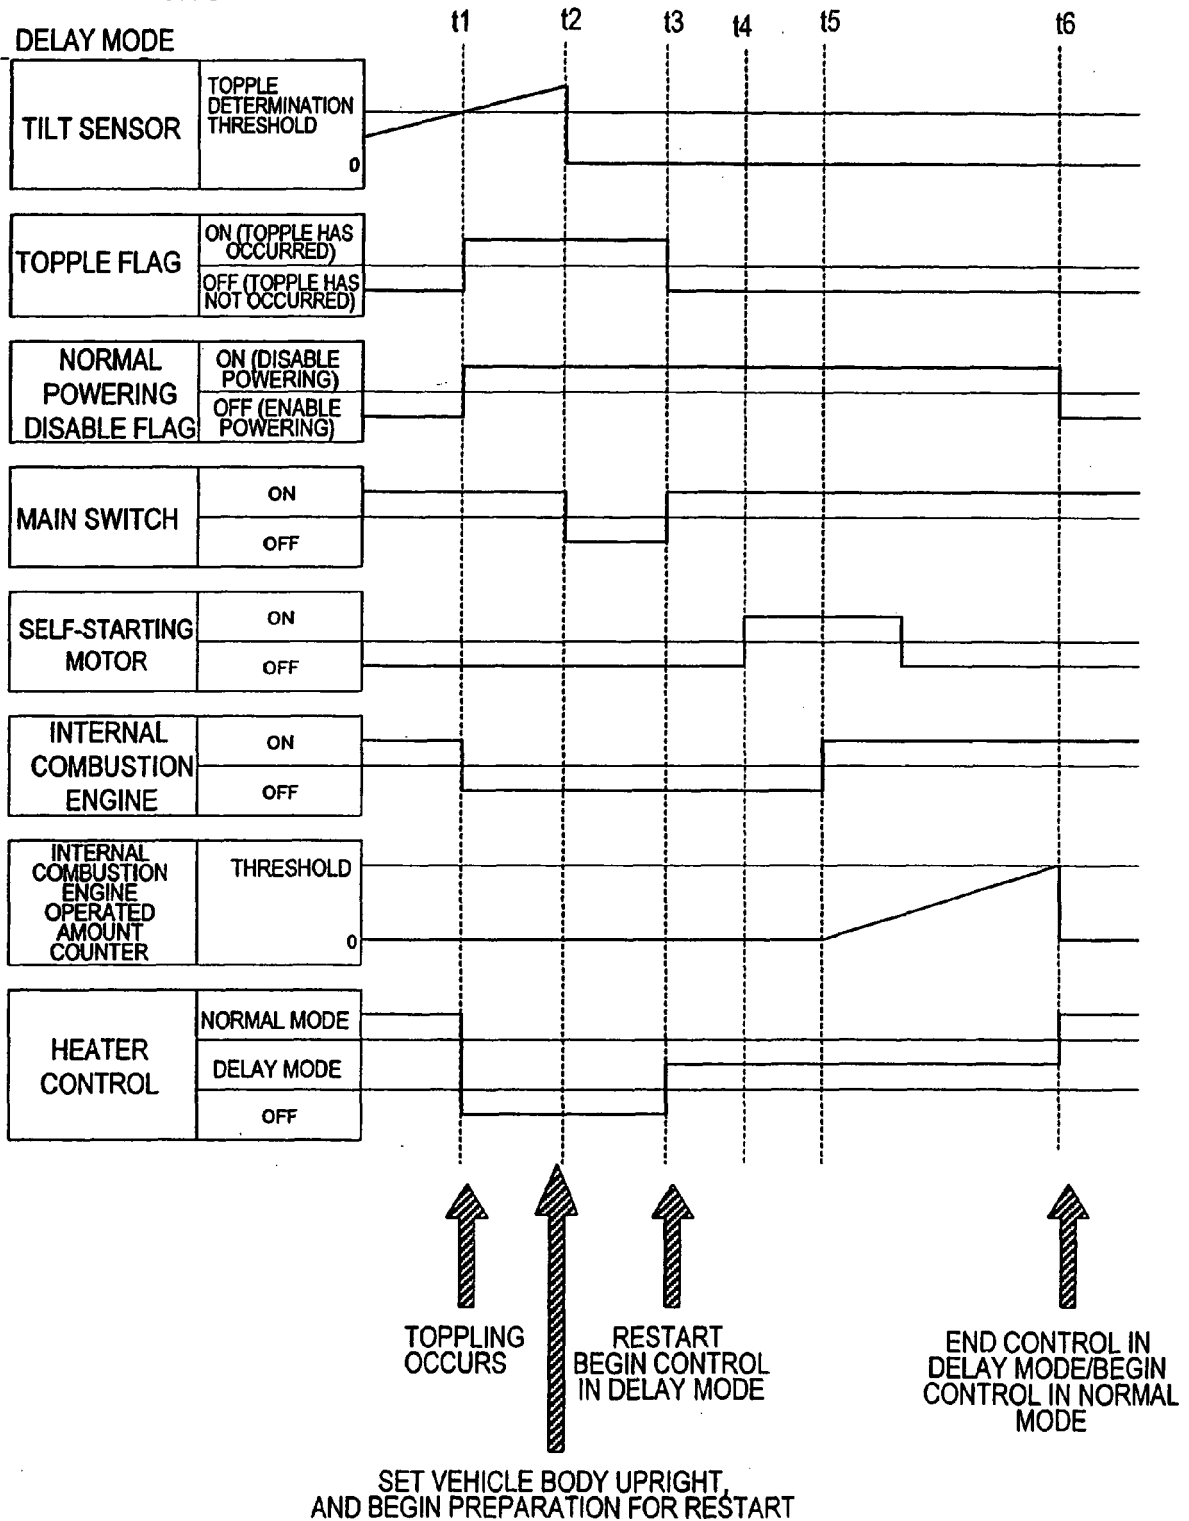 t1 t2 t3 t4 t5 t6
DELAY MODE
TILT SENSOR
TOPPLE
DETERMINATION
THRESHOLD
0
TOPPLE FLAG
ON (TOPPLE HAS
OCCURRED)
OFF (TOPPLE HAS
NOT OCCURRED)
NORMAL
POWERING
DISABLE FLAG
ON (DISABLE
POWERING)
OFF (ENABLE
POWERING)
MAIN SWITCH
ON
OFF
SELF-STARTING
MOTOR
ON
OFF
INTERNAL
COMBUSTION
ENGINE
ON
OFF
INTERNAL
COMBUSTION
ENGINE
OPERATED
AMOUNT
COUNTER
THRESHOLD
0
HEATER
CONTROL
NORMAL MODE
DELAY MODE
OFF
TOPPLING
OCCURS
RESTART
BEGIN CONTROL
IN DELAY MODE
END CONTROL IN
DELAY MODE/BEGIN
CONTROL IN NORMAL
MODE
SET VEHICLE BODY UPRIGHT,
AND BEGIN PREPARATION FOR RESTART